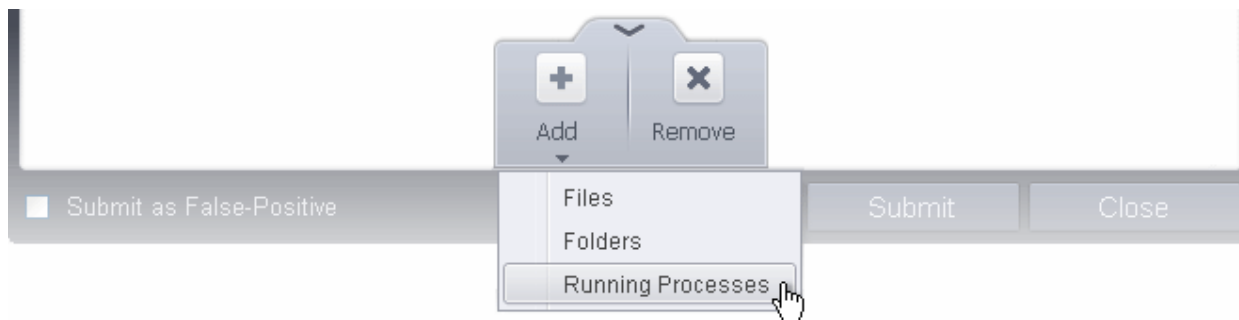 Add Remove
Files
Submit as False-Positive Submit Close
Folders
Running Processes